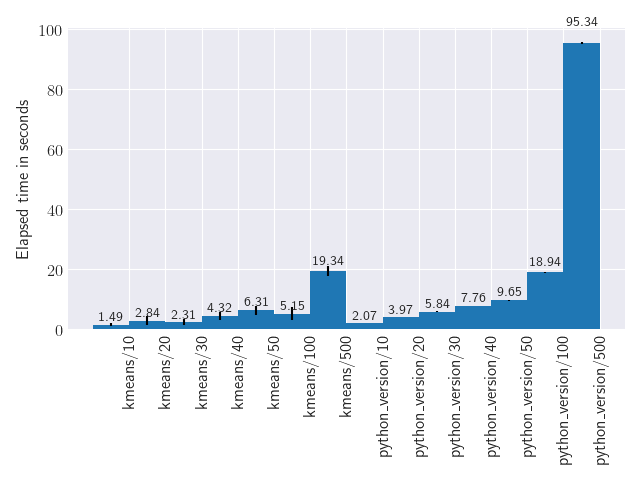 100
80
60
40
20
0
Elapsed time in seconds
1.49
2.84
2.31
4.32
6.31
5.15
19.34
2.07
3.97
5.84
7.76
9.65
18.94
95.34
kmeans/10
kmeans/20
kmeans/30
kmeans/40
kmeans/50
kmeans/100
kmeans/500
python_version/10
python_version/20
python_version/30
python_version/40
python_version/50
python_version/100
python_version/500